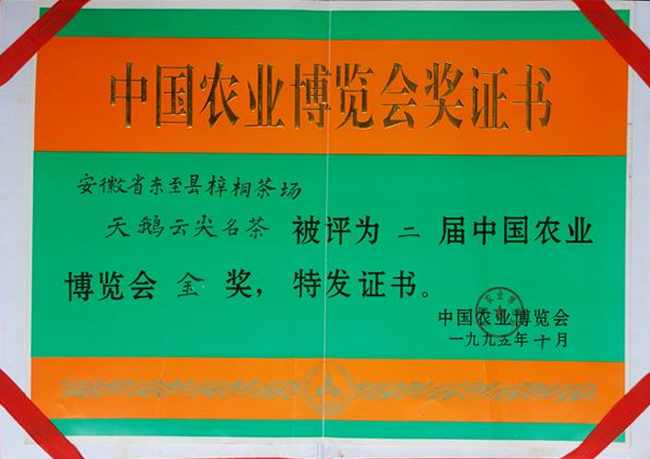 中国农业博览会奖证书
安徽省东至县梓桐茶场
天鹅云尖名茶 被评为 二 届中国农业
博览会 金 奖，特发证书。
中国农业博览会
一九九五年十月